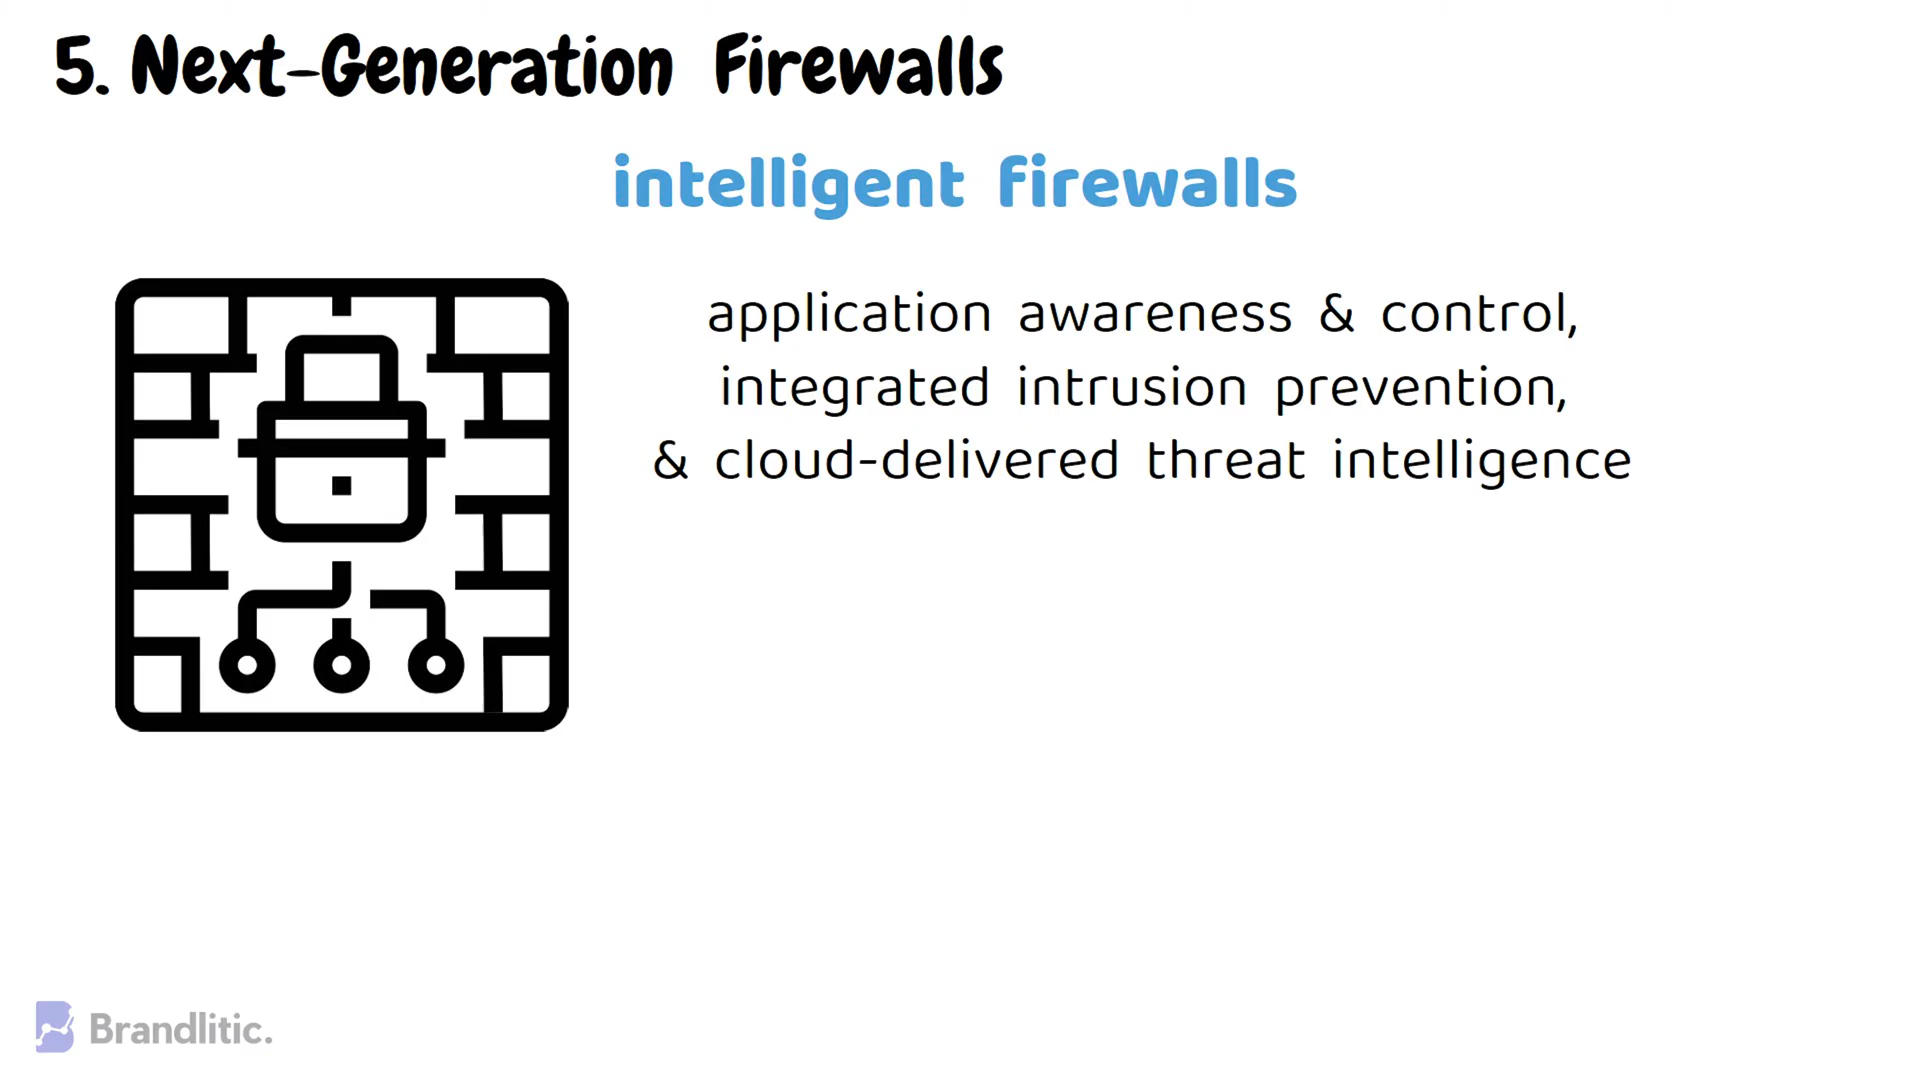 5. Next-Generation Firewalls
intelligent firewalls
application awareness & control,
integrated intrusion prevention,
& cloud-delivered threat intelligence
Brandlitic.